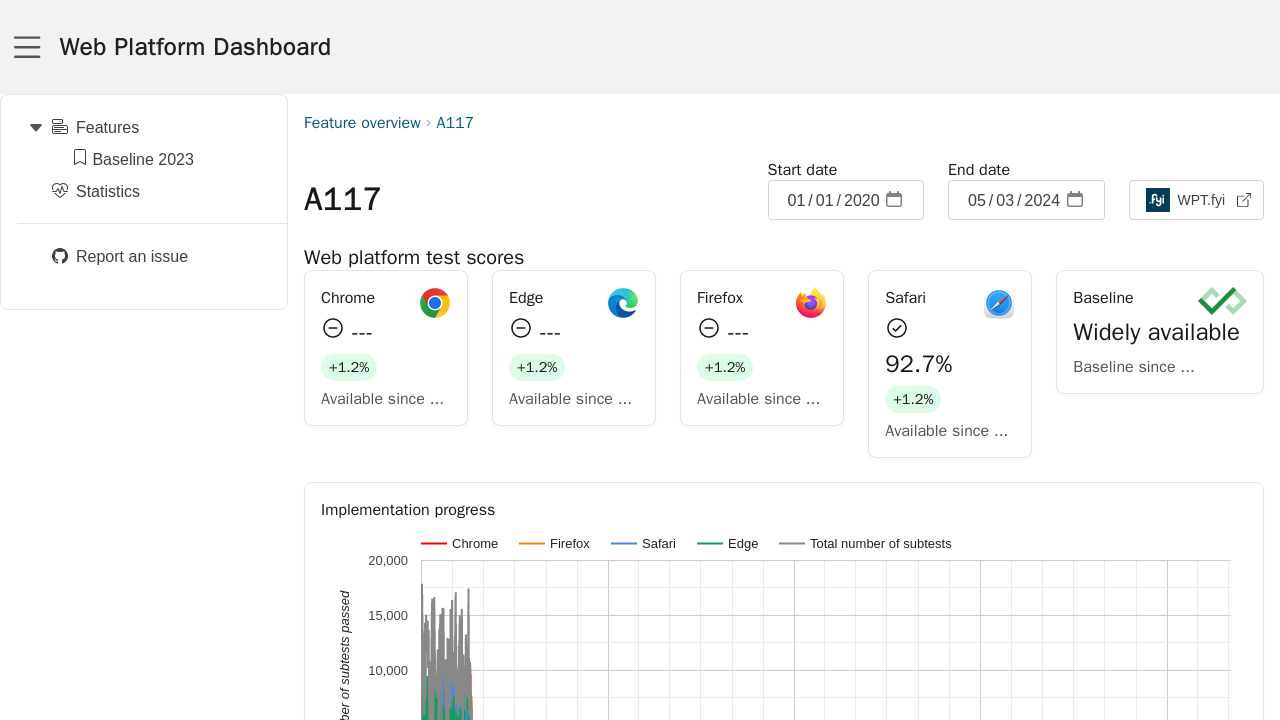 Web Platform Dashboard
Features
Baseline 2023
Statistics
Report an issue
Feature overview › A117
A117
Start date
01/01/2020
End date
05/03/2024
.fyi WPT.fyi
Web platform test scores
Chrome
---
+1.2%
Available since ...
Edge
---
+1.2%
Available since ...
Firefox
---
+1.2%
Available since ...
Safari
92.7%
+1.2%
Available since ...
Baseline
Widely available
Baseline since ...
Implementation progress
Chrome Firefox Safari Edge Total number of subtests
20,000
15,000
10,000
of subtests passed